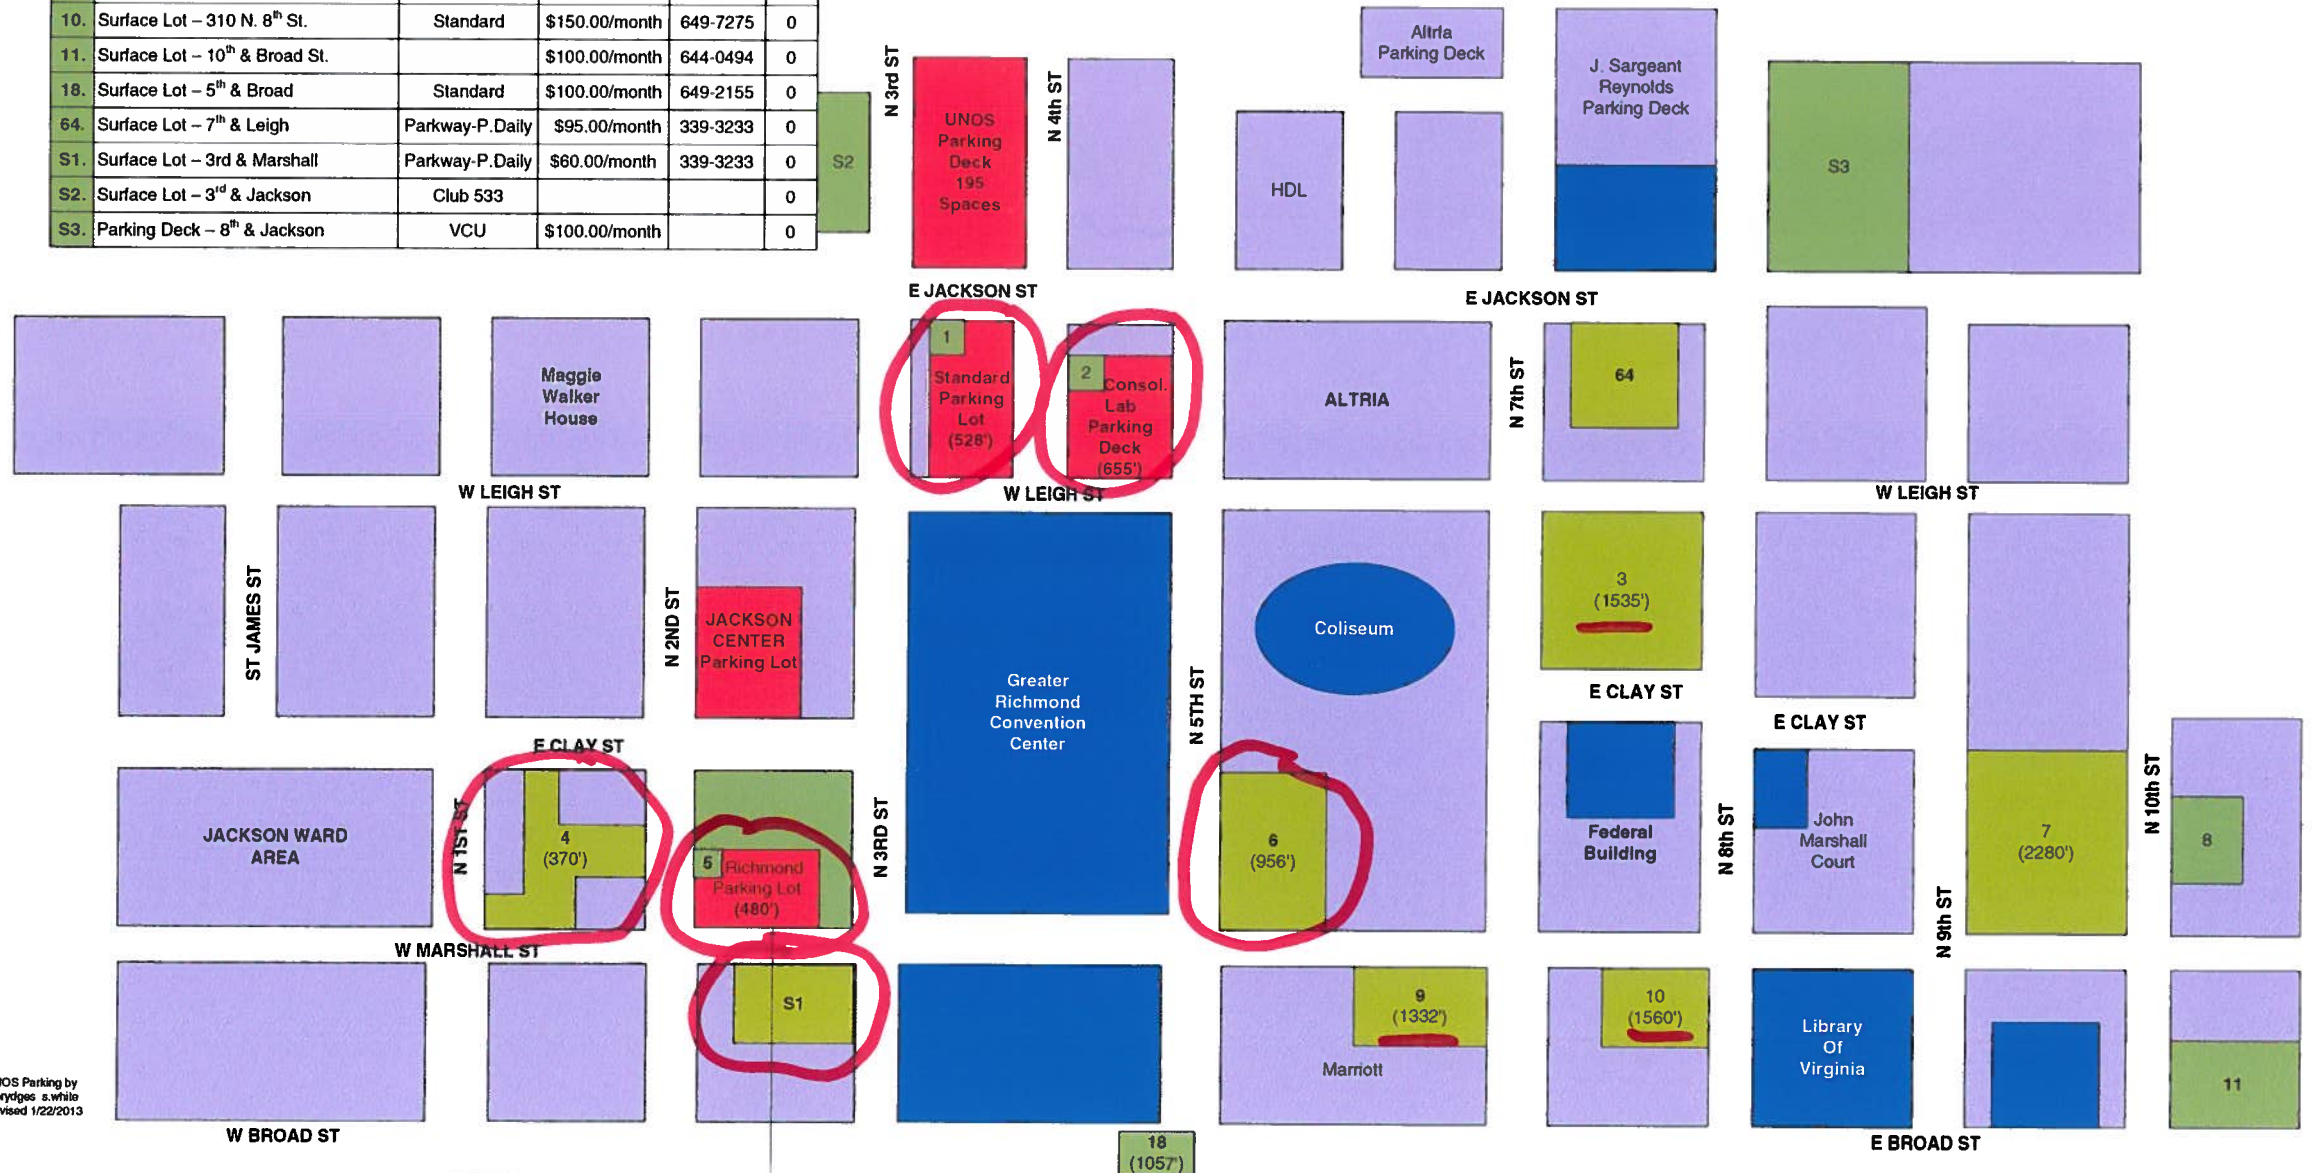 10. Surface Lot – 310 N. 8th St. Standard $150.00/month 649-7275 0
11. Surface Lot – 10th & Broad St. $100.00/month 644-0494 0
18. Surface Lot – 5th & Broad Standard $100.00/month 649-2155 0
64. Surface Lot – 7th & Leigh Parkway-P.Daily $95.00/month 339-3233 0
S1. Surface Lot – 3rd & Marshall Parkway-P.Daily $60.00/month 339-3233 0
S2. Surface Lot – 3rd & Jackson Club 533 0
S3. Parking Deck – 8th & Jackson VCU $100.00/month 0
S2
N 3rd ST
UNOS
Parking
Deck
195
Spaces
N 4th ST
Altria
Parking Deck
HDL
J. Sargeant
Reynolds
Parking Deck
S3
E JACKSON ST
E JACKSON ST
Maggie
Walker
House
1
Standard
Parking
Lot
(528')
2
Consol.
Lab
Parking
Deck
(655')
ALTRIA
N 7th ST
64
W LEIGH ST
W LEIGH ST
W LEIGH ST
ST JAMES ST
N 2ND ST
JACKSON
CENTER
Parking Lot
Greater
Richmond
Convention
Center
N 5TH ST
Coliseum
3
(1535')
E CLAY ST
E CLAY ST
E CLAY ST
JACKSON WARD
AREA
N 1ST ST
4
(370')
5
Richmond
Parking Lot
(480')
N 3RD ST
6
(956')
Federal
Building
N 8th ST
John
Marshall
Court
7
(2280')
N 10th ST
8
W MARSHALL ST
N 9th ST
S1
9
(1332')
Marriott
10
(1560')
Library
Of
Virginia
11
OS Parking by
rydges s.white
vised 1/22/2013
W BROAD ST
18
(1057')
E BROAD ST